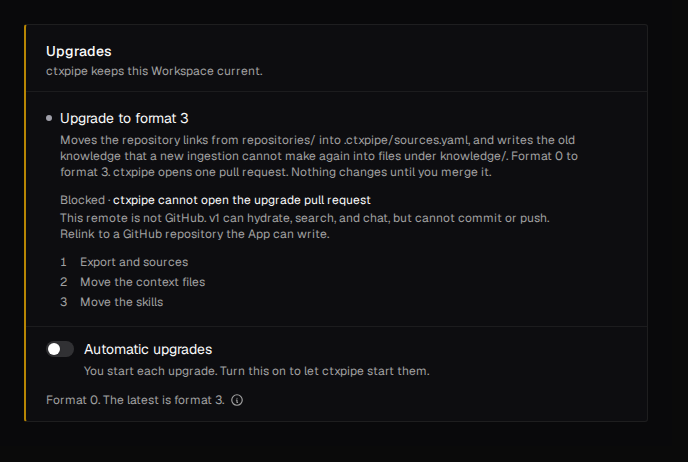 Upgrades
ctxpipe keeps this Workspace current.
Upgrade to format 3
Moves the repository links from repositories/ into .ctxpipe/sources.yaml, and writes the old
knowledge that a new ingestion cannot make again into files under knowledge/. Format 0 to
format 3. ctxpipe opens one pull request. Nothing changes until you merge it.
Blocked · ctxpipe cannot open the upgrade pull request
This remote is not GitHub. v1 can hydrate, search, and chat, but cannot commit or push.
Relink to a GitHub repository the App can write.
1 Export and sources
2 Move the context files
3 Move the skills
Automatic upgrades
You start each upgrade. Turn this on to let ctxpipe start them.
Format 0. The latest is format 3.